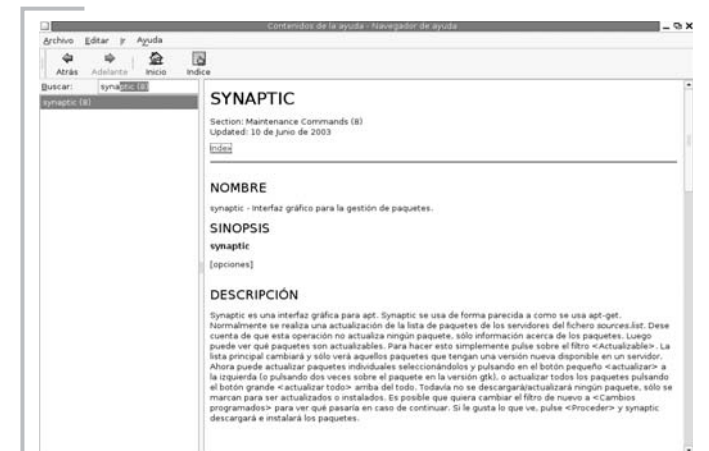 Contenidos de la ayuda - Navegador de ayuda
Archivo Editar Ir Ayuda
Atrás Adelante Inicio Indice
Buscar: synaptic (8)
synaptic (8)
SYNAPTIC
Section: Maintenance Commands (8)
Updated: 10 de Junio de 2003
Index
NOMBRE
synaptic - Interfaz gráfico para la gestión de paquetes.
SINOPSIS
synaptic
[opciones]
DESCRIPCIÓN
Synaptic es una interfaz gráfica para apt. Synaptic se usa de forma parecida a como se usa apt-get.
Normalmente se realiza una actualización de la lista de paquetes de los servidores del fichero sources.list. Dese
cuenta de que esta operación no actualiza ningún paquete, sólo información acerca de los paquetes. Luego
puede ver qué paquetes son actualizables. Para hacer esto simplemente pulse sobre el filtro <Actualizable>. La
lista principal cambiará y sólo verá aquellos paquetes que tengan una versión nueva disponible en un servidor.
Ahora puede actualizar paquetes individuales seleccionándolos y pulsando en el botón pequeño <actualizar> a
la izquierda (o pulsando dos veces sobre el paquete en la versión gtk), o actualizar todos los paquetes pulsando
el botón grande <actualizar todo> arriba del todo. Todavía no se descargará/actualizará ningún paquete, sólo se
marcan para ser actualizados o instalados. Es posible que quiera cambiar el filtro de nuevo a <Cambios
programados> para ver qué pasaría en caso de continuar. Si le gusta lo que ve, pulse <Proceder> y synaptic
descargará e instalará los paquetes.